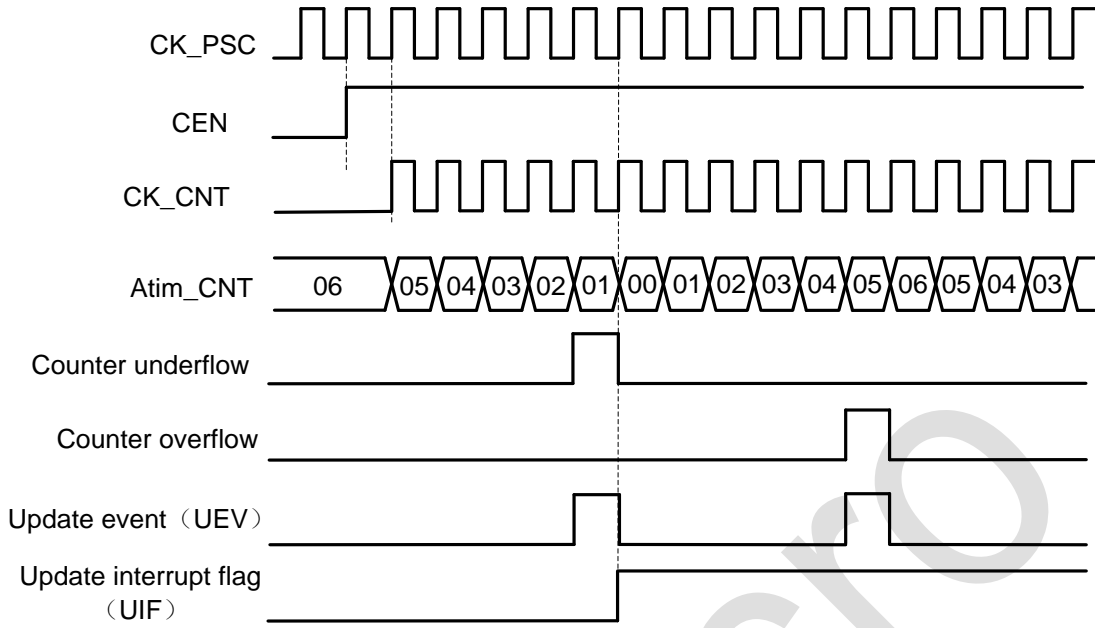 CK_PSC
CEN
CK_CNT
Atim_CNT 06 05 04 03 02 01 00 01 02 03 04 05 06 05 04 03
Counter underflow
Counter overflow
Update event（UEV）
Update interrupt flag
（UIF）